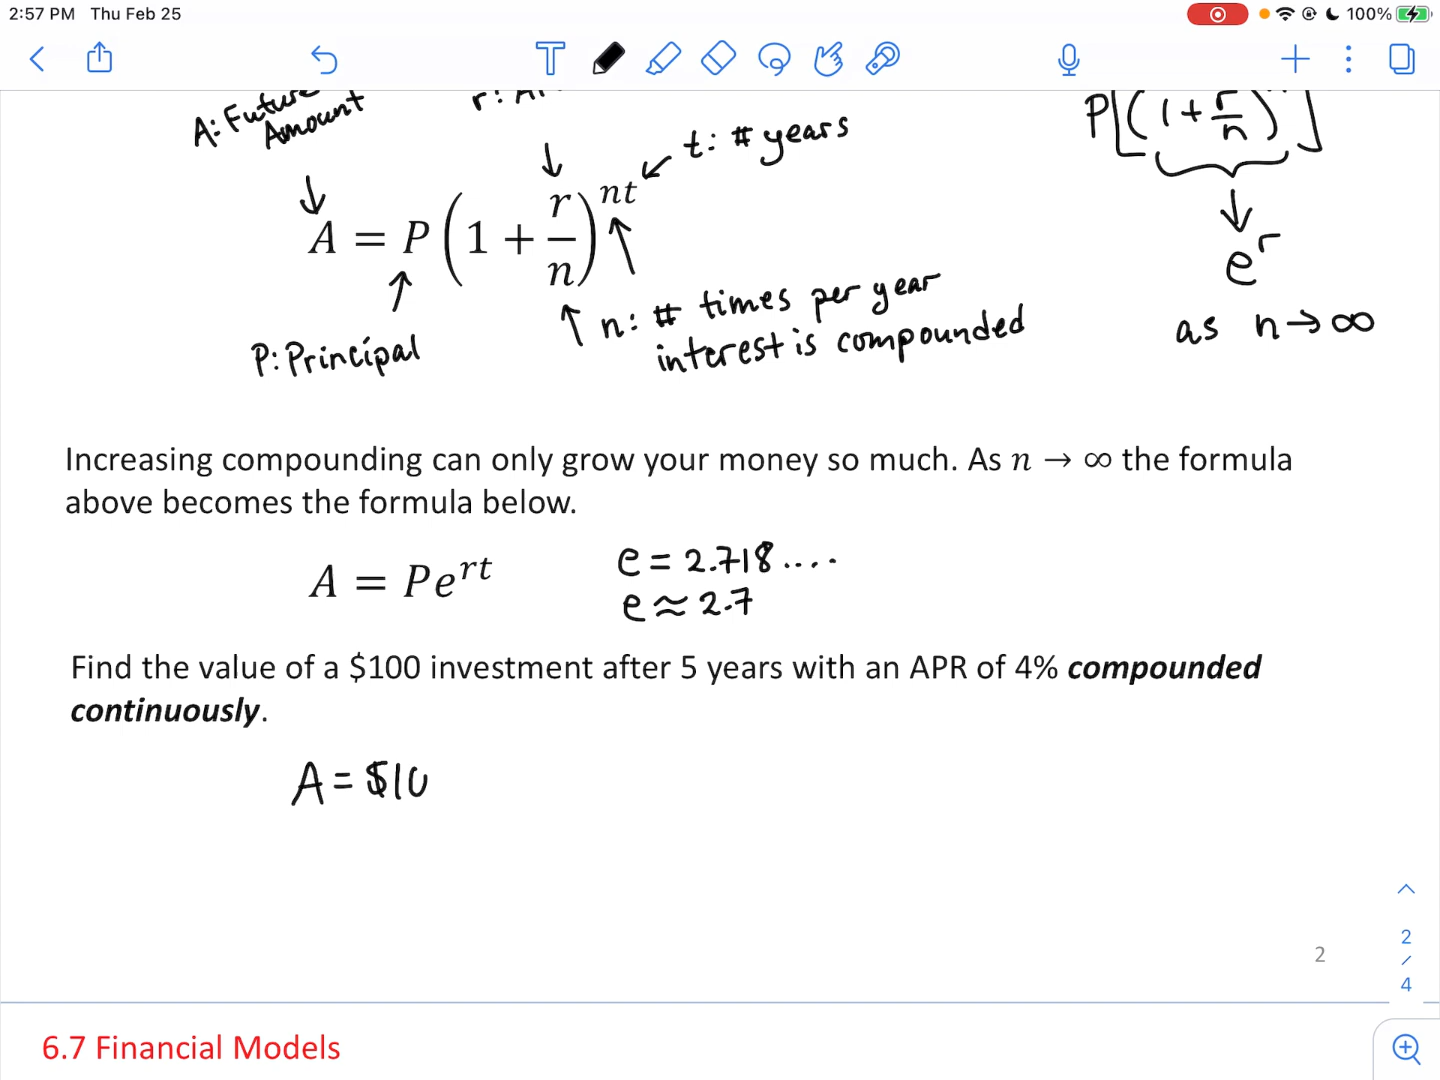 2:57 PM Thu Feb 25
100%
A: Future
Amount
r:
t: # years
P[(1 + r/n)]
A = P(1 + r/n)^nt
e^r
as n → ∞
P: Principal
n: # times per year
interest is compounded
Increasing compounding can only grow your money so much. As n → ∞ the formula
above becomes the formula below.
A = Pe^rt
e = 2.718....
e ≈ 2.7
Find the value of a $100 investment after 5 years with an APR of 4% compounded
continuously.
A = $10
2
2
/
4
6.7 Financial Models